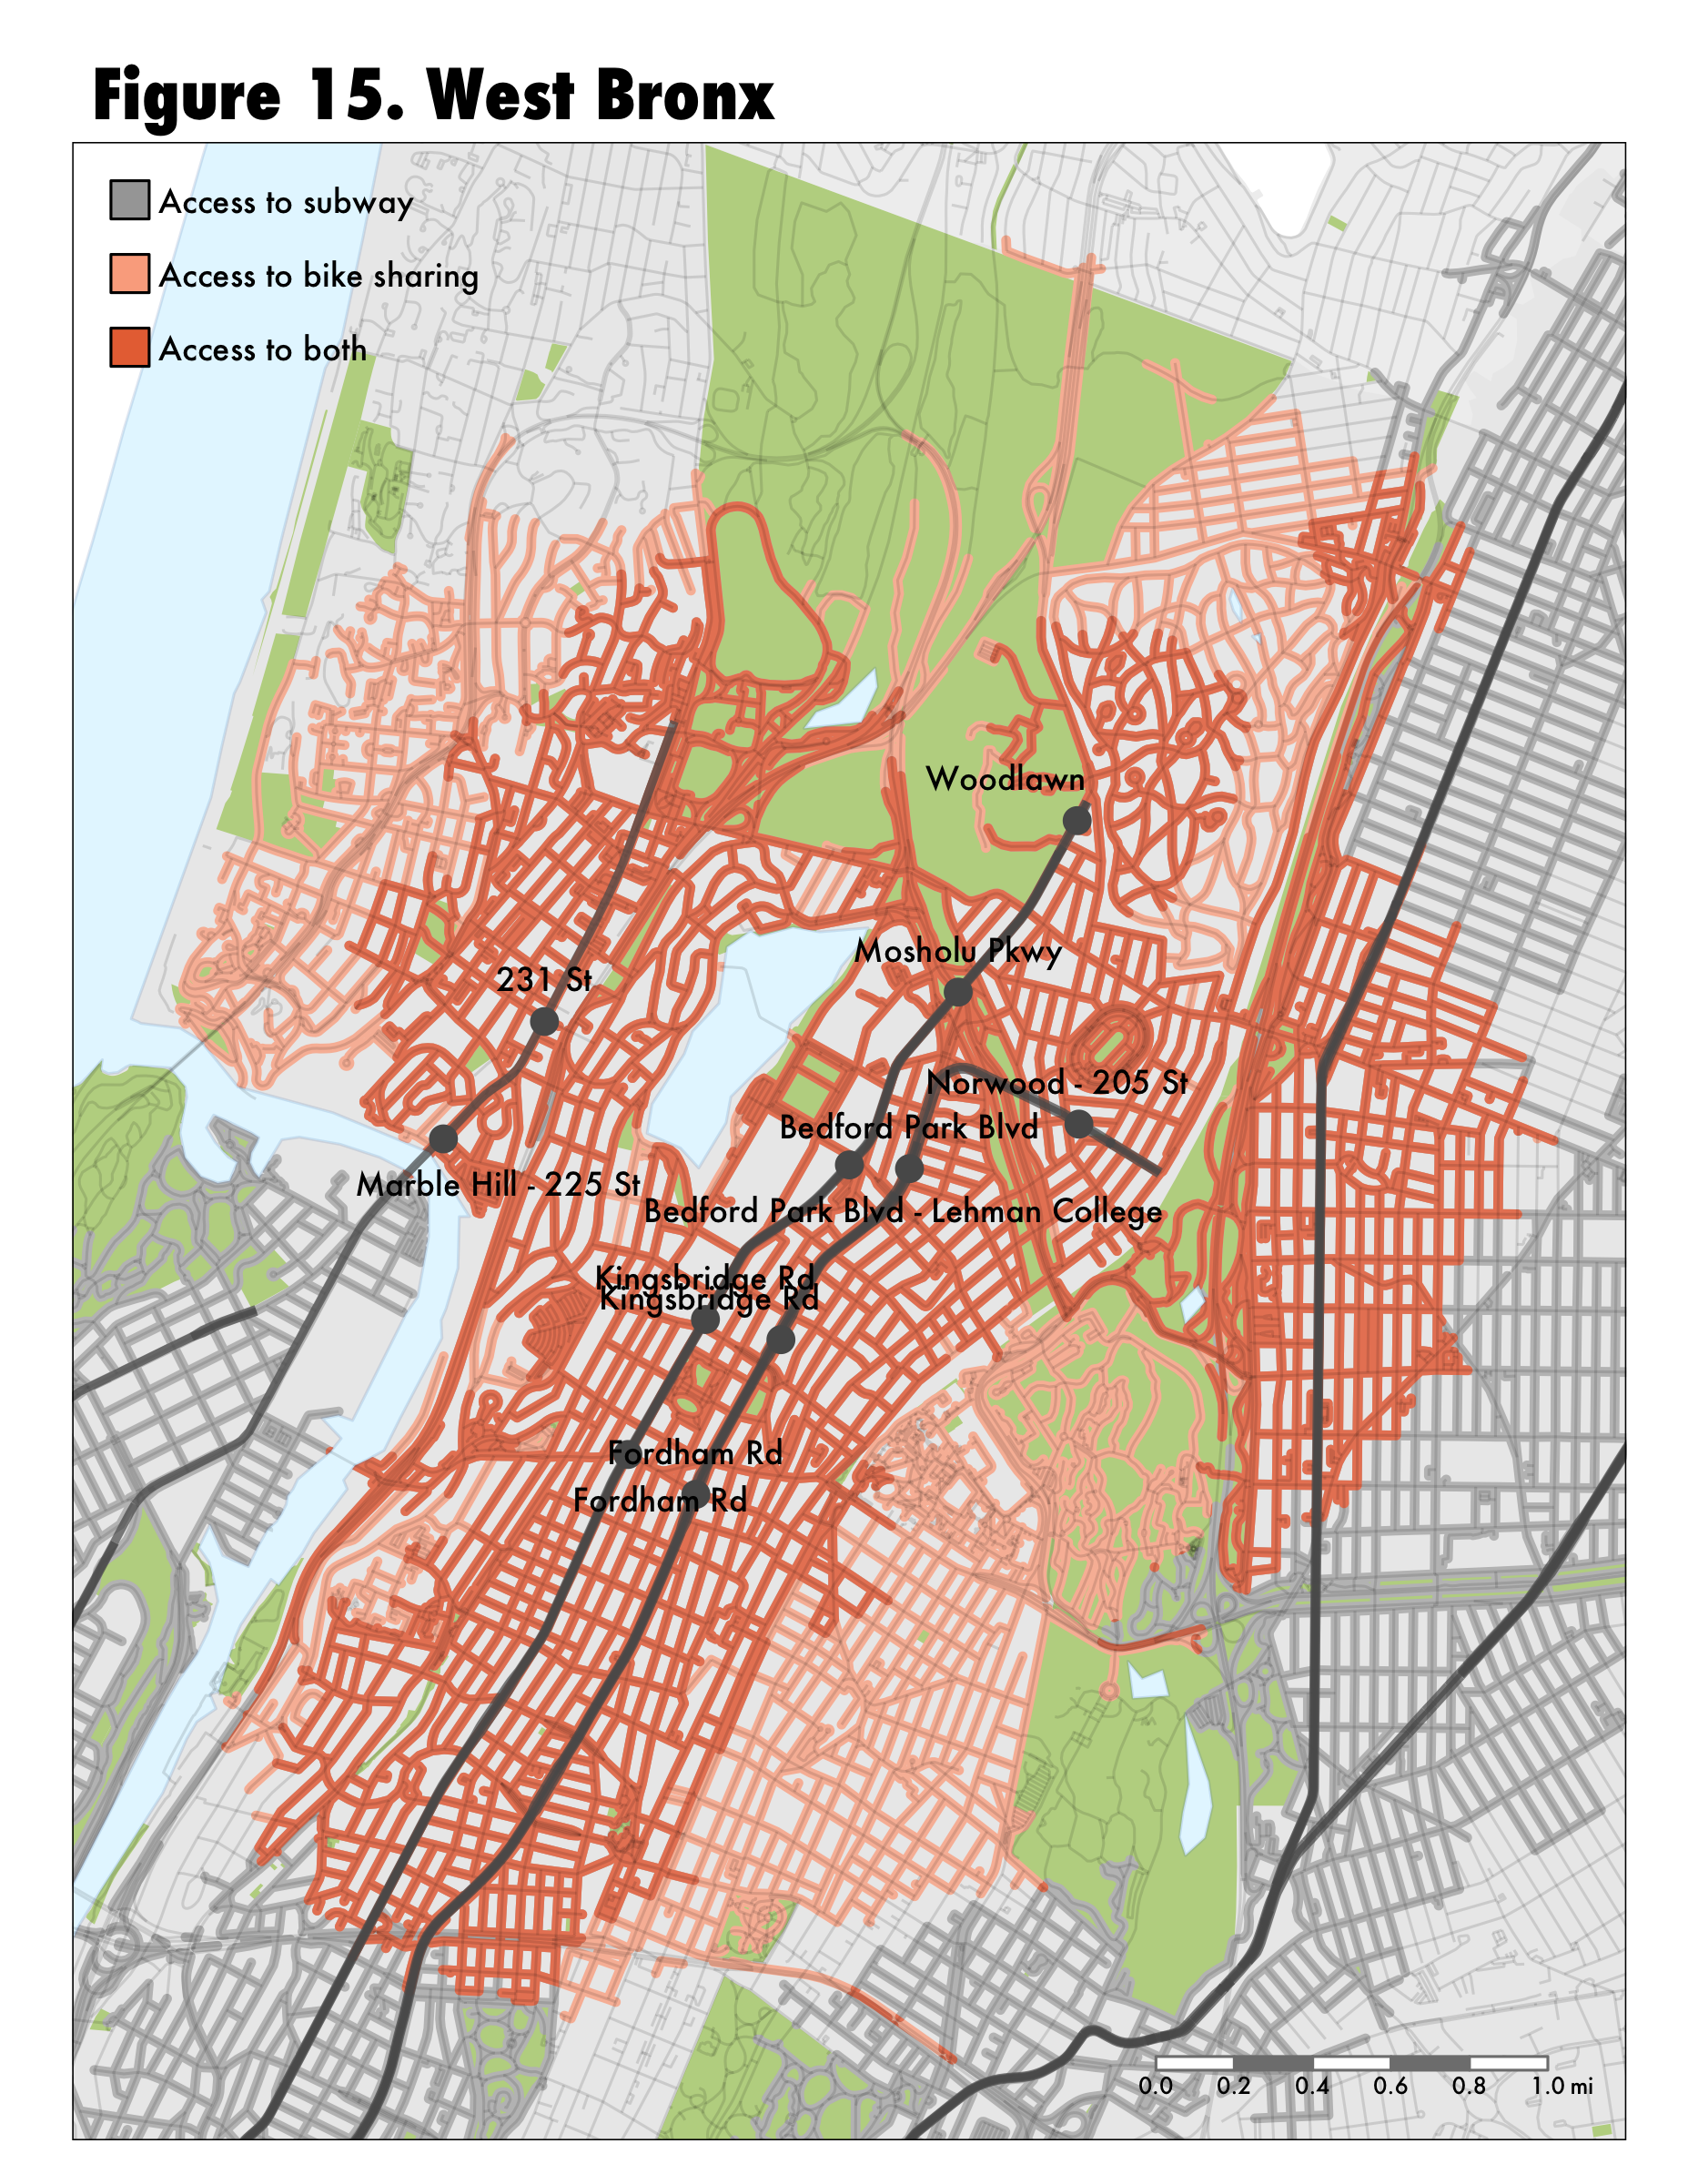 Figure 15. West Bronx
Access to subway
Access to bike sharing
Access to both
Woodlawn
Mosholu Pkwy
231 St
Norwood - 205 St
Bedford Park Blvd
Marble Hill - 225 St
Bedford Park Blvd - Lehman College
Kingsbridge Rd
Kingsbridge Rd
Fordham Rd
Fordham Rd
0.0 0.2 0.4 0.6 0.8 1.0 mi